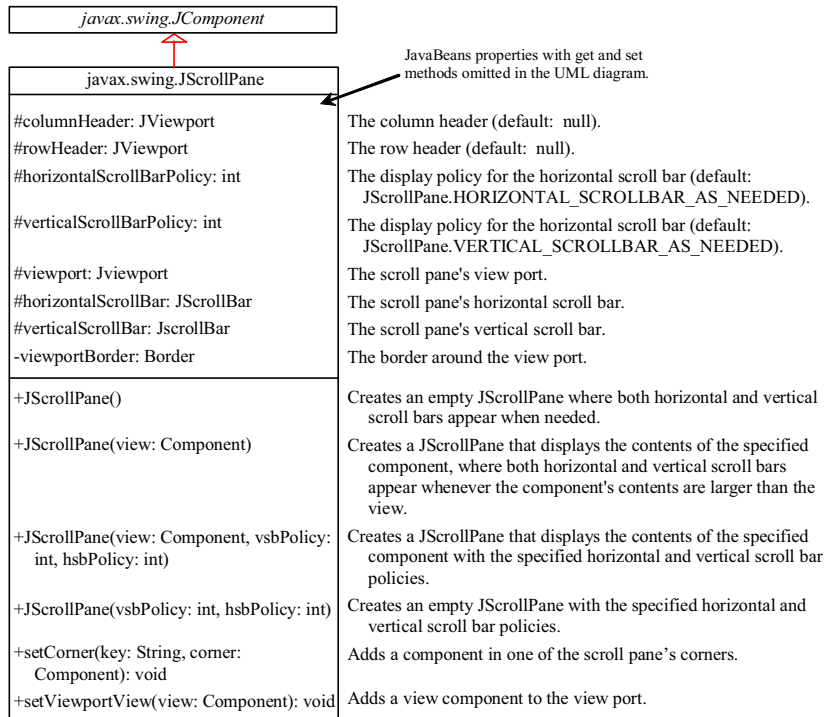 javax.swing.JComponent
JavaBeans properties with get and set
methods omitted in the UML diagram.
javax.swing.JScrollPane
#columnHeader: JViewport
The column header (default: null).
#rowHeader: JViewport
The row header (default: null).
#horizontalScrollBarPolicy: int
The display policy for the horizontal scroll bar (default:
JScrollPane.HORIZONTAL_SCROLLBAR_AS_NEEDED).
#verticalScrollBarPolicy: int
The display policy for the horizontal scroll bar (default:
JScrollPane.VERTICAL_SCROLLBAR_AS_NEEDED).
#viewport: Jviewport
The scroll pane's view port.
#horizontalScrollBar: JScrollBar
The scroll pane's horizontal scroll bar.
#verticalScrollBar: JscrollBar
The scroll pane's vertical scroll bar.
-viewportBorder: Border
The border around the view port.
+JScrollPane()
Creates an empty JScrollPane where both horizontal and vertical
scroll bars appear when needed.
+JScrollPane(view: Component)
Creates a JScrollPane that displays the contents of the specified
component, where both horizontal and vertical scroll bars
appear whenever the component's contents are larger than the
view.
+JScrollPane(view: Component, vsbPolicy:
int, hsbPolicy: int)
Creates a JScrollPane that displays the contents of the specified
component with the specified horizontal and vertical scroll bar
policies.
+JScrollPane(vsbPolicy: int, hsbPolicy: int)
Creates an empty JScrollPane with the specified horizontal and
vertical scroll bar policies.
+setCorner(key: String, corner:
Component): void
Adds a component in one of the scroll pane’s corners.
+setViewportView(view: Component): void
Adds a view component to the view port.